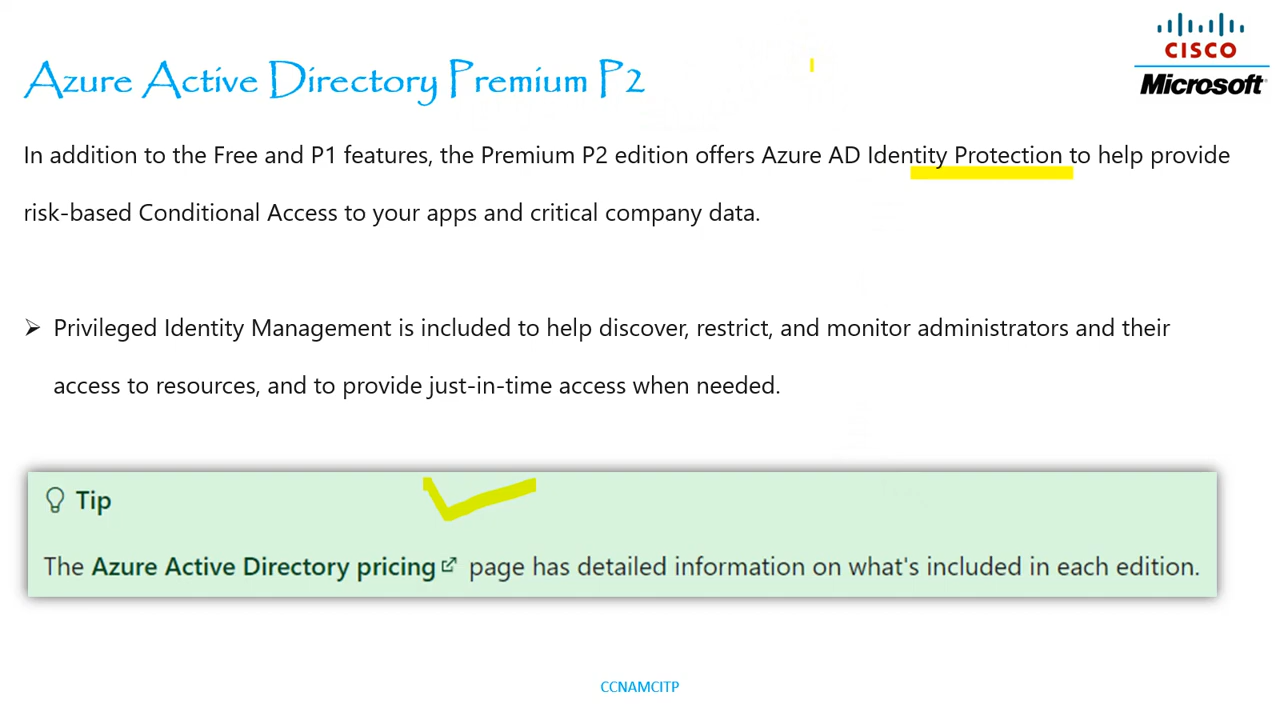 CISCO
Microsoft
Azure Active Directory Premium P2
In addition to the Free and P1 features, the Premium P2 edition offers Azure AD Identity Protection to help provide
risk-based Conditional Access to your apps and critical company data.
➢ Privileged Identity Management is included to help discover, restrict, and monitor administrators and their
access to resources, and to provide just-in-time access when needed.
Tip
The Azure Active Directory pricing page has detailed information on what's included in each edition.
CCNAMCITP